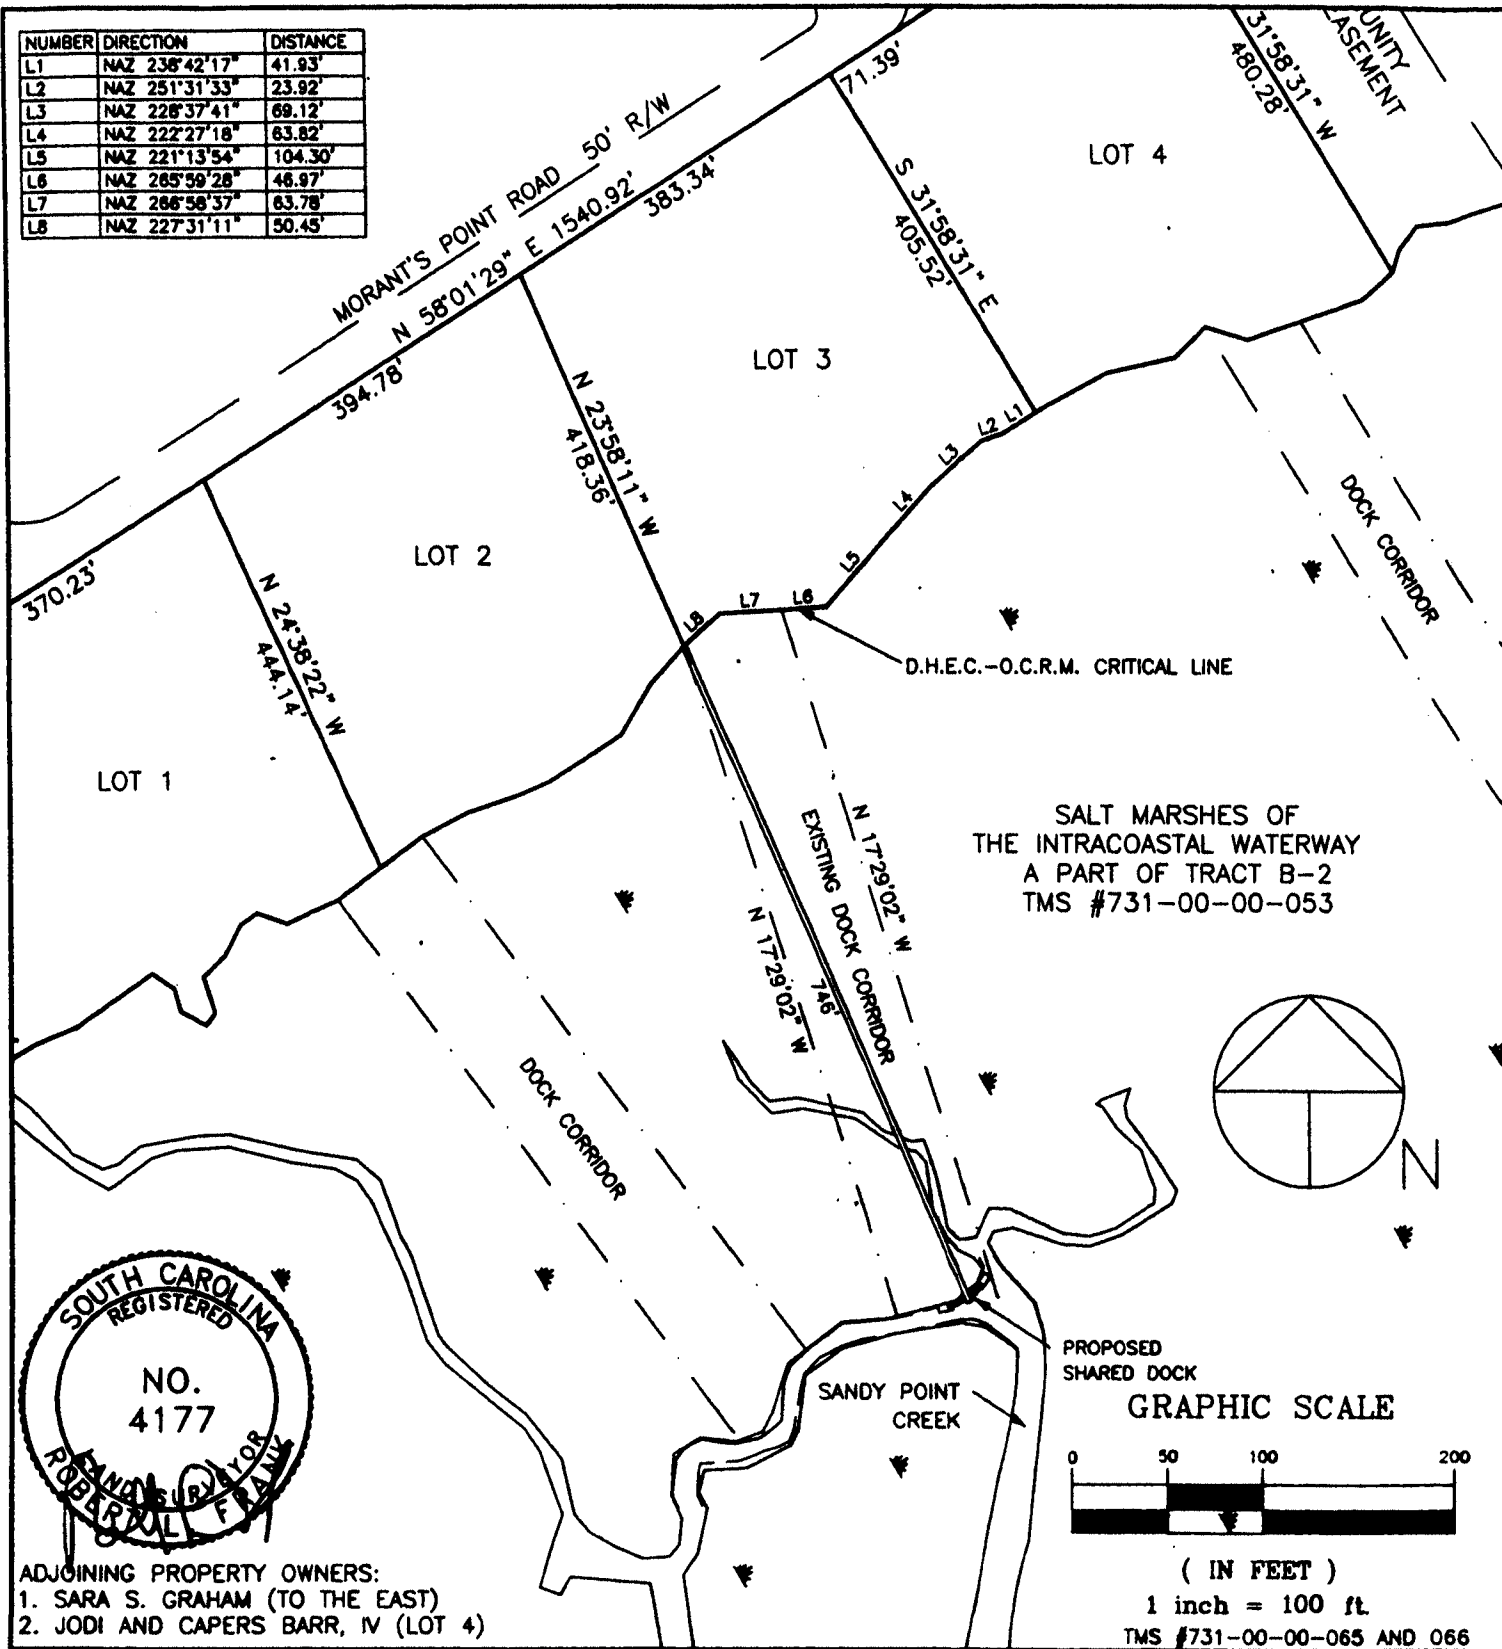 NUMBER DIRECTION DISTANCE
L1 NAZ 238°42'17" 41.93'
L2 NAZ 251°31'33" 23.92'
L3 NAZ 228°37'41" 69.12'
L4 NAZ 222°27'18" 63.82'
L5 NAZ 221°13'54" 104.30'
L6 NAZ 265°59'28" 46.97'
L7 NAZ 266°56'37" 63.78'
L8 NAZ 227°31'11" 50.45'
MORANT'S POINT ROAD 50' R/W
N 58°01'29" E 1540.92'
71.39'
383.34'
394.78'
370.23'
31°58'31" W
480.28'
UNITY
EASEMENT
LOT 4
S 31°58'31" E
405.52'
LOT 3
N 23°58'11" W
418.36'
LOT 2
N 24°38'22" W
444.14'
LOT 1
L1
L2
L3
L4
L5
L6
L7
L8
D.H.E.C.-O.C.R.M. CRITICAL LINE
DOCK CORRIDOR
SALT MARSHES OF
THE INTRACOASTAL WATERWAY
A PART OF TRACT B-2
TMS #731-00-00-053
N 17°29'02" W
EXISTING DOCK CORRIDOR
746'
N 17°29'02" W
DOCK CORRIDOR
N
SOUTH CAROLINA
REGISTERED
NO.
4177
LAND SURVEYOR
ROBERT L. FRANK
PROPOSED
SHARED DOCK
SANDY POINT
CREEK
GRAPHIC SCALE
0 50 100 200
( IN FEET )
1 inch = 100 ft.
TMS #731-00-00-065 AND 066
ADJOINING PROPERTY OWNERS:
1. SARA S. GRAHAM (TO THE EAST)
2. JODI AND CAPERS BARR, IV (LOT 4)